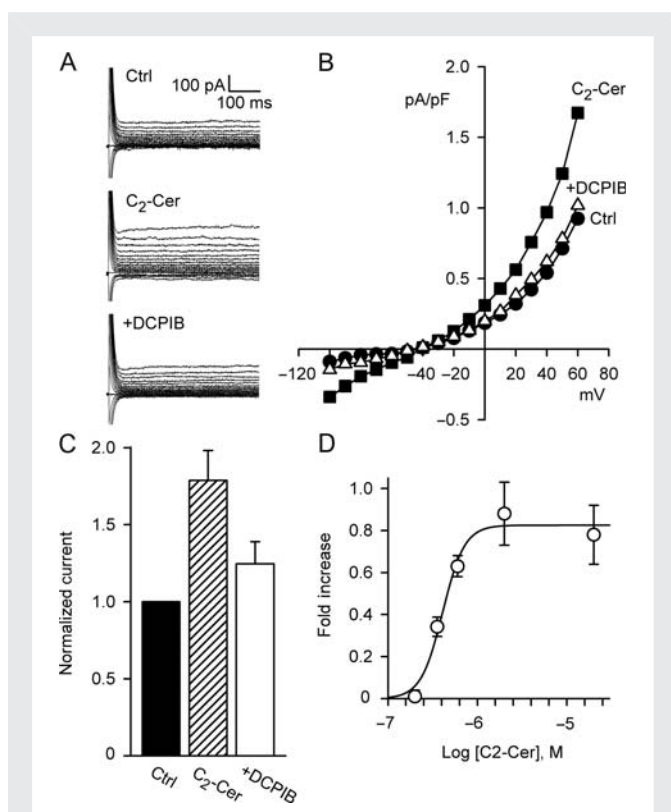 A
Ctrl
100 pA
100 ms
C₂-Cer
+DCPIB
B
pA/pF
2.0
C₂-Cer
1.5
+DCPIB
1.0
Ctrl
0.5
−120
−80
−40
20
40
60
mV
−0.5
C
2.0
1.5
1.0
0.5
0
Normalized current
Ctrl
C₂-Cer
+DCPIB
D
1.0
0.8
0.6
0.4
0.2
0
Fold increase
−7
−6
−5
Log [C2-Cer], M